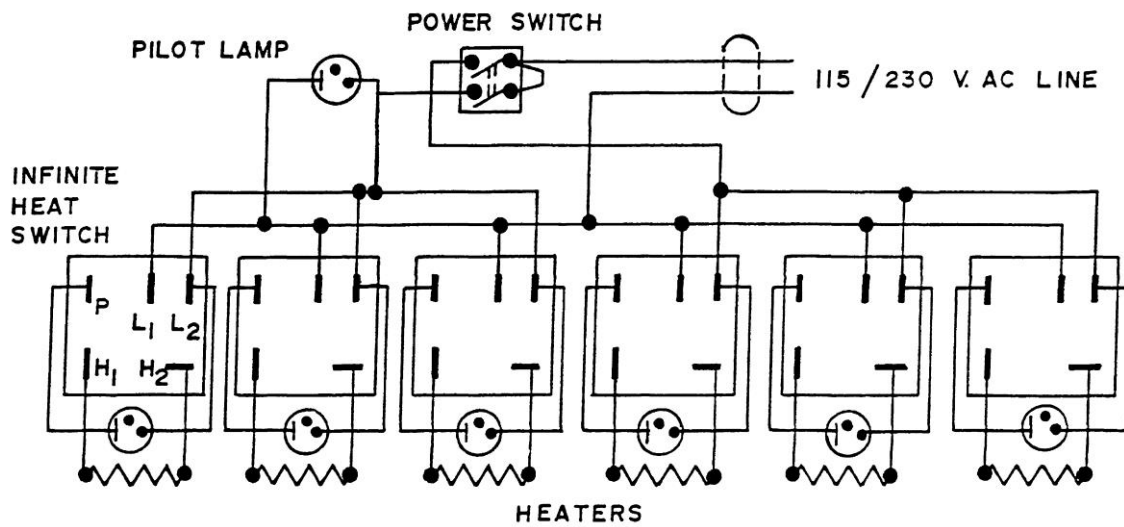 POWER SWITCH
PILOT LAMP
115/230 V. AC LINE
INFINITE
HEAT
SWITCH
P
L1 L2
H1 H2
HEATERS